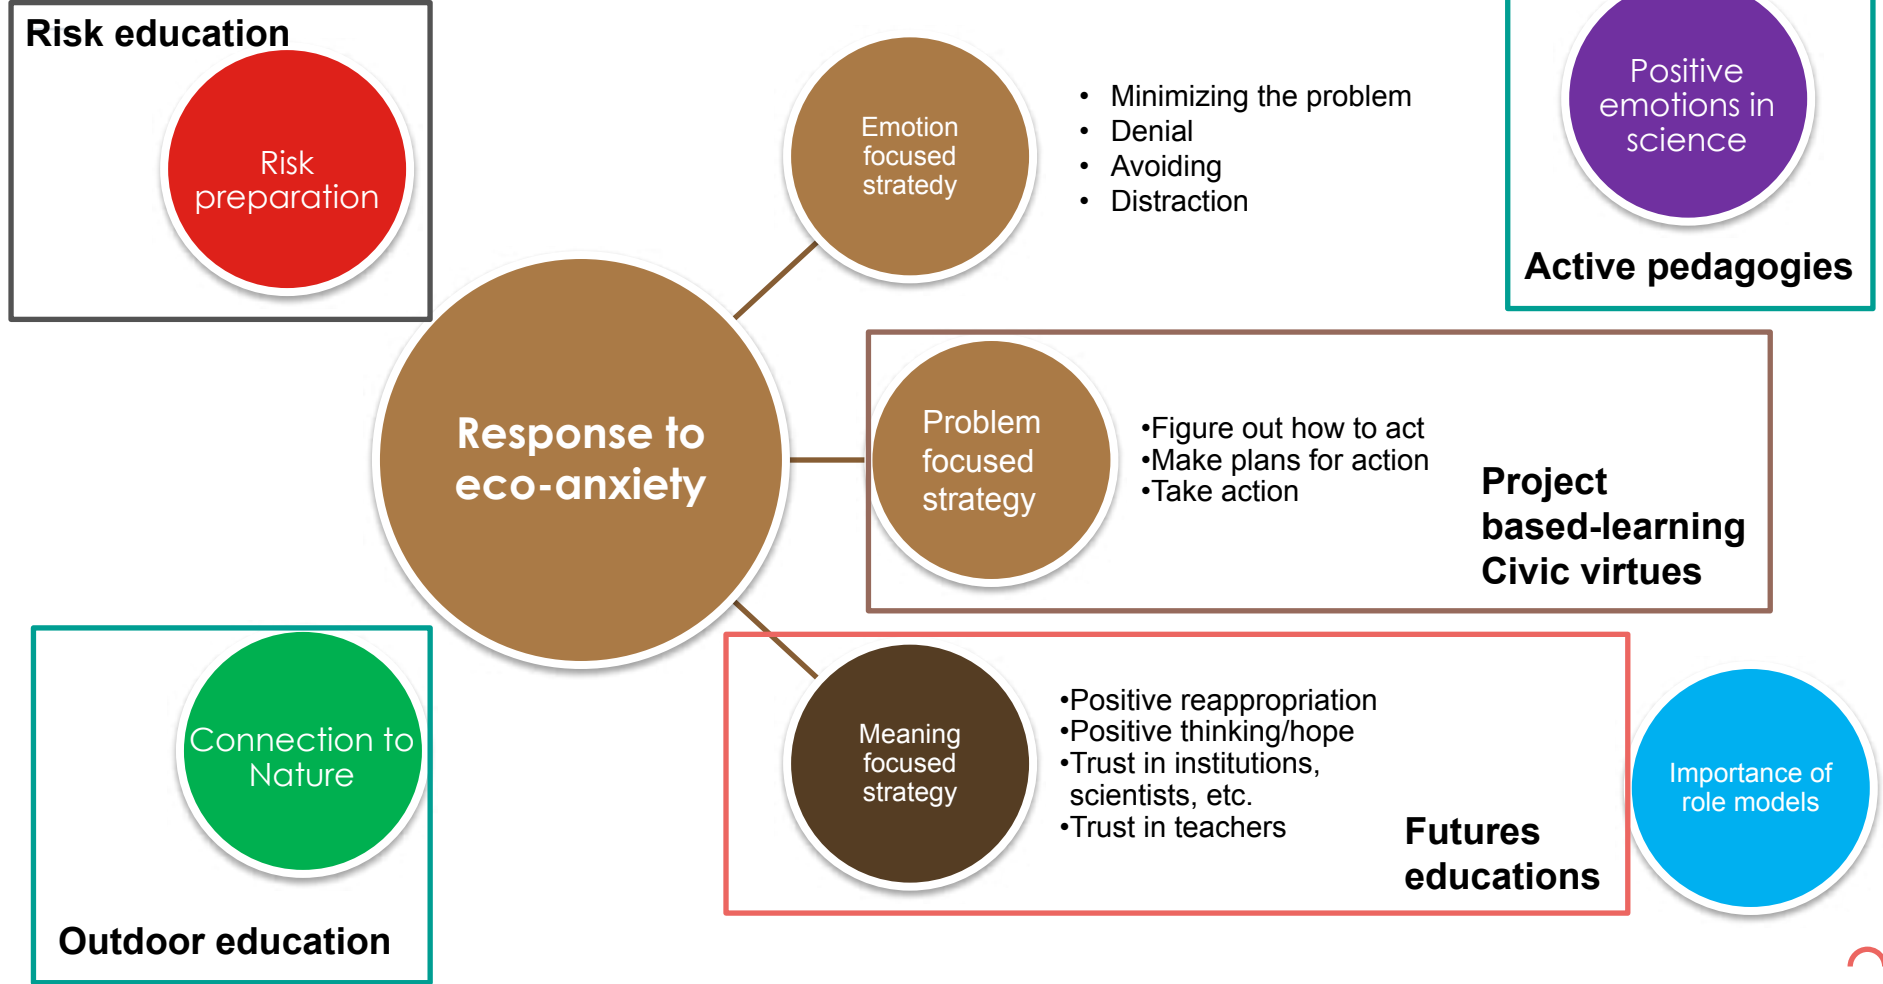 Risk education
Risk
preparation
Emotion
focused
stratedy
• Minimizing the problem
• Denial
• Avoiding
• Distraction
Positive
emotions in
science
Active pedagogies
Response to
eco-anxiety
Problem
focused
strategy
•Figure out how to act
•Make plans for action
•Take action
Project
based-learning
Civic virtues
Connection to
Nature
Outdoor education
Meaning
focused
strategy
•Positive reappropriation
•Positive thinking/hope
•Trust in institutions,
scientists, etc.
•Trust in teachers
Futures
educations
Importance of
role models